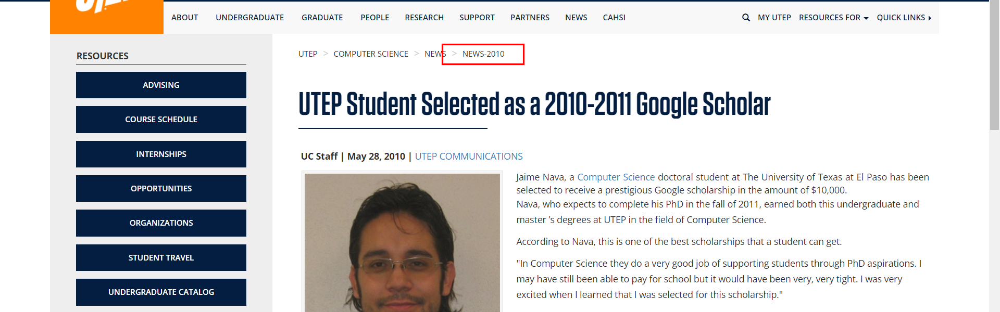 ABOUT UNDERGRADUATE GRADUATE PEOPLE RESEARCH SUPPORT PARTNERS NEWS CAHSI MY UTEP RESOURCES FOR QUICK LINKS
RESOURCES
ADVISING
COURSE SCHEDULE
INTERNSHIPS
OPPORTUNITIES
ORGANIZATIONS
STUDENT TRAVEL
UNDERGRADUATE CATALOG
UTEP > COMPUTER SCIENCE > NEWS > NEWS-2010
UTEP Student Selected as a 2010-2011 Google Scholar
UC Staff | May 28, 2010 | UTEP COMMUNICATIONS
Jaime Nava, a Computer Science doctoral student at The University of Texas at El Paso has been
selected to receive a prestigious Google scholarship in the amount of $10,000.
Nava, who expects to complete his PhD in the fall of 2011, earned both this undergraduate and
master ’s degrees at UTEP in the field of Computer Science.
According to Nava, this is one of the best scholarships that a student can get.
"In Computer Science they do a very good job of supporting students through PhD aspirations. I
may have still been able to pay for school but it would have been very, very tight. I was very
excited when I learned that I was selected for this scholarship."